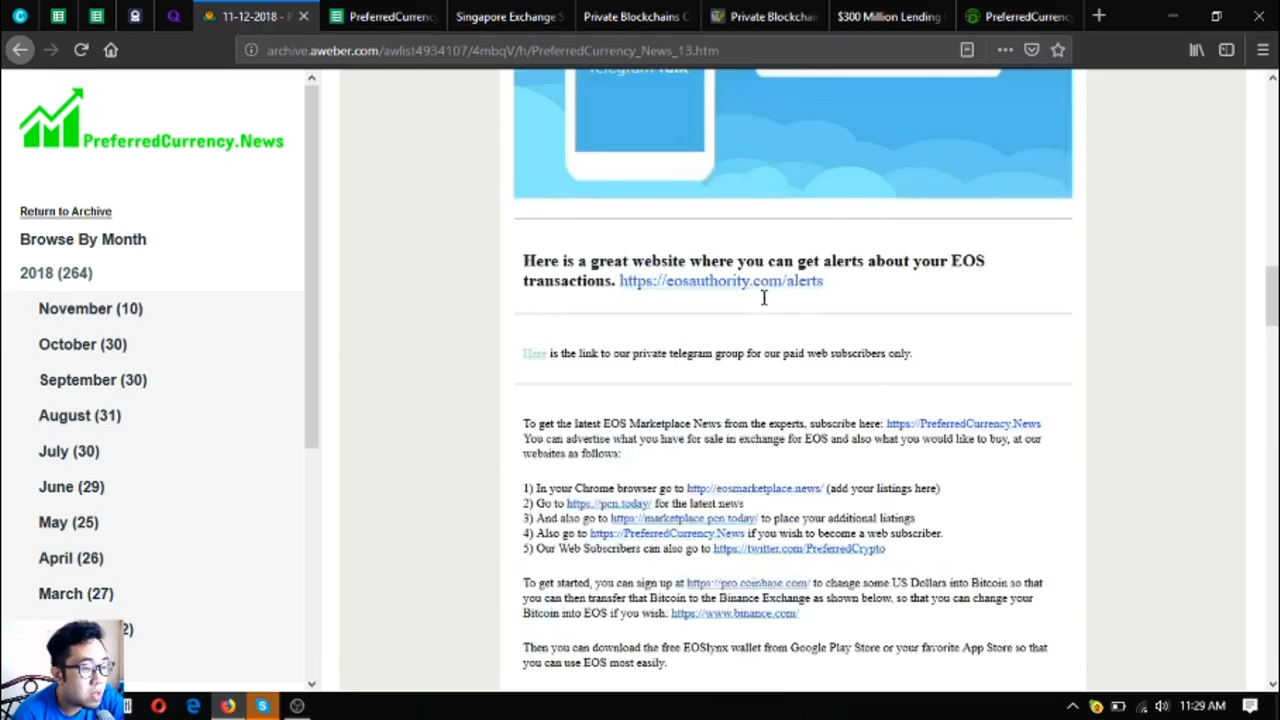 11-12-2018 - P
PreferredCurrenc
Singapore Exchange S
Private Blockchains C
Private Blockchai
$300 Million Lending
PreferredCurrenc
archive.aweber.com/awlist4934107/4mbqV/h/PreferredCurrency_News_13.htm
PreferredCurrency.News
Return to Archive
Browse By Month
2018 (264)
November (10)
October (30)
September (30)
August (31)
July (30)
June (29)
May (25)
April (26)
March (27)
2)
Telegram Talk
Here is a great website where you can get alerts about your EOS
transactions. https://eosauthority.com/alerts
Here is the link to our private telegram group for our paid web subscribers only.
To get the latest EOS Marketplace News from the experts, subscribe here: https://PreferredCurrency.News
You can advertise what you have for sale in exchange for EOS and also what you would like to buy, at our
websites as follows:
1) In your Chrome browser go to http://eosmarketplace.news/ (add your listings here)
2) Go to https://pcn.today/ for the latest news
3) And also go to https://marketplace.pcn.today/ to place your additional listings
4) Also go to https://PreferredCurrency.News if you wish to become a web subscriber.
5) Our Web Subscribers can also go to https://twitter.com/PreferredCrypto
To get started, you can sign up at https://pro.coinbase.com/ to change some US Dollars into Bitcoin so that
you can then transfer that Bitcoin to the Binance Exchange as shown below, so that you can change your
Bitcoin into EOS if you wish: https://www.binance.com/
Then you can download the free EOSlynx wallet from Google Play Store or your favorite App Store so that
you can use EOS most easily.
11:29 AM